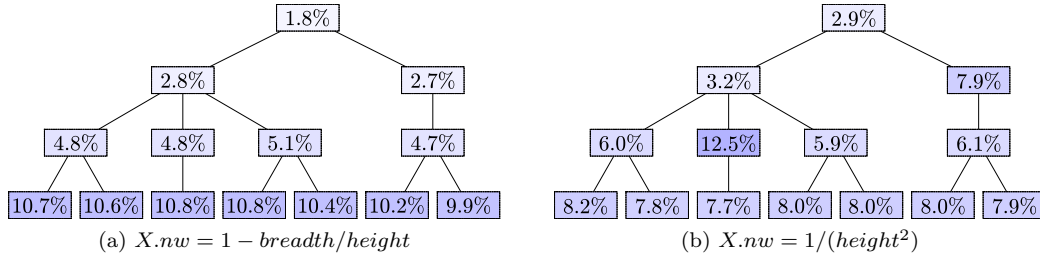 1.8% 2.9%
2.8% 2.7% 3.2% 7.9%
4.8% 4.8% 5.1% 4.7% 6.0% 12.5% 5.9% 6.1%
10.7% 10.6% 10.8% 10.8% 10.4% 10.2% 9.9% 8.2% 7.8% 7.7% 8.0% 8.0% 8.0% 7.9%
(a) X.nw = 1 − breadth/height (b) X.nw = 1/(height²)